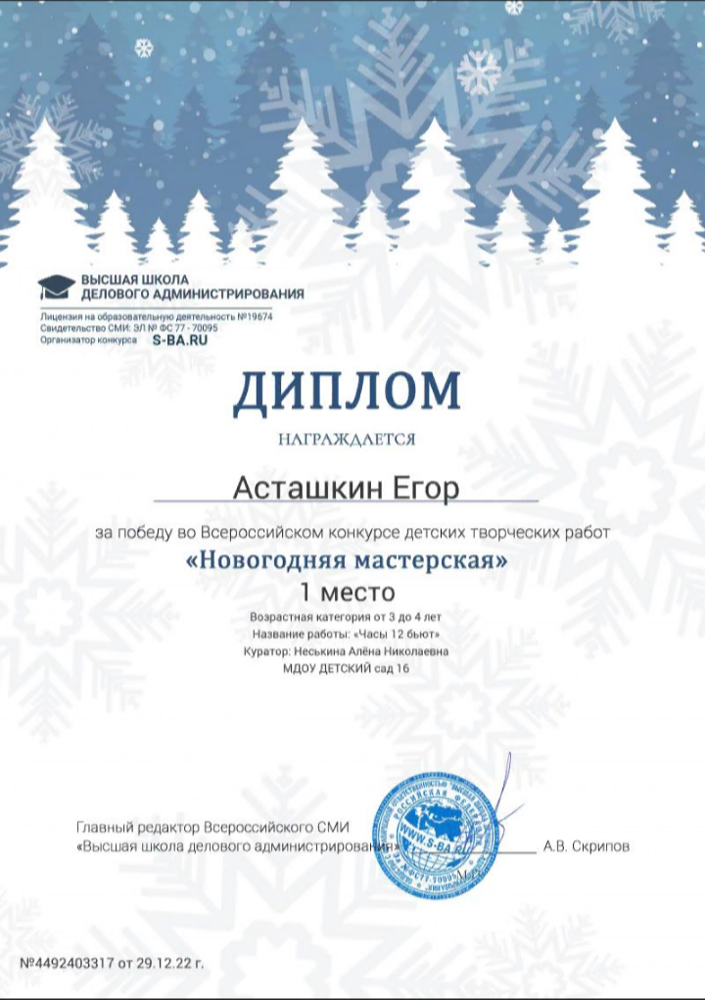 ВЫСШАЯ ШКОЛА
ДЕЛОВОГО АДМИНИСТРИРОВАНИЯ
Лицензия на образовательную деятельность №19674
Свидетельство СМИ: ЭЛ № ФС 77 - 70095
Организатор конкурса S-BA.RU
ДИПЛОМ
НАГРАЖДАЕТСЯ
Асташкин Егор
за победу во Всероссийском конкурсе детских творческих работ
«Новогодняя мастерская»
1 место
Возрастная категория от 3 до 4 лет
Название работы: «Часы 12 бьют»
Куратор: Неськина Алёна Николаевна
МДОУ ДЕТСКИЙ сад 16
Главный редактор Всероссийского СМИ
«Высшая школа делового администрирования»
А.В. Скрипов
РОССИЙСКАЯ ФЕДЕРАЦИЯ
WWW.S-BA.RU
№4492403317 от 29.12.22 г.